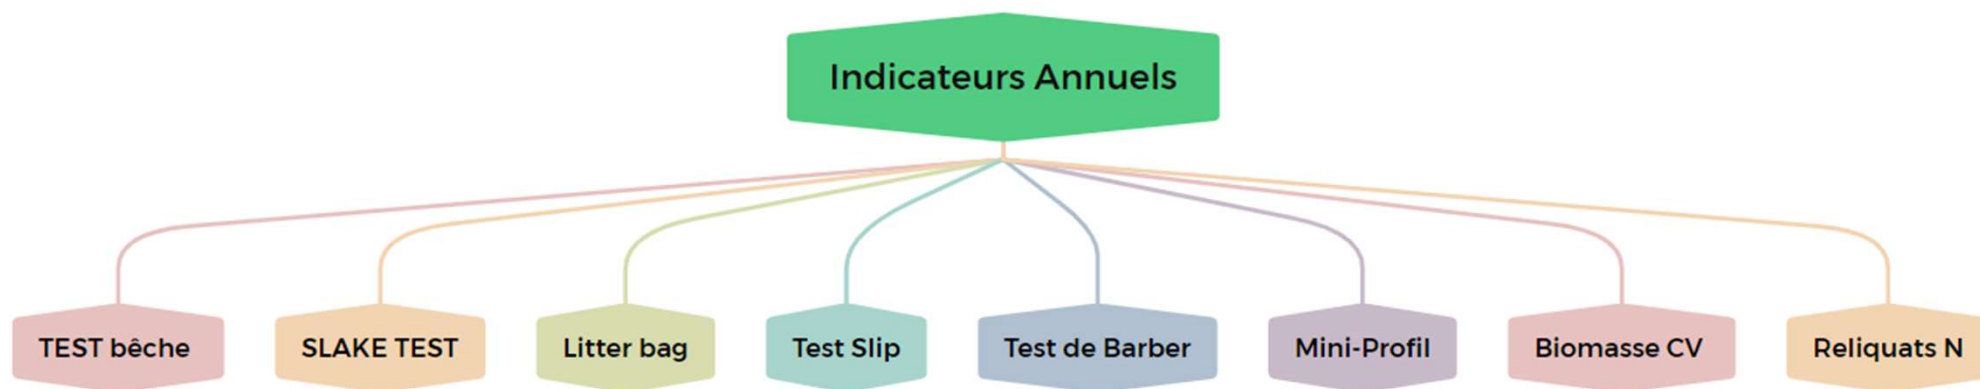 Indicateurs Annuels
TEST bêche
SLAKE TEST
Litter bag
Test Slip
Test de Barber
Mini-Profil
Biomasse CV
Reliquats N